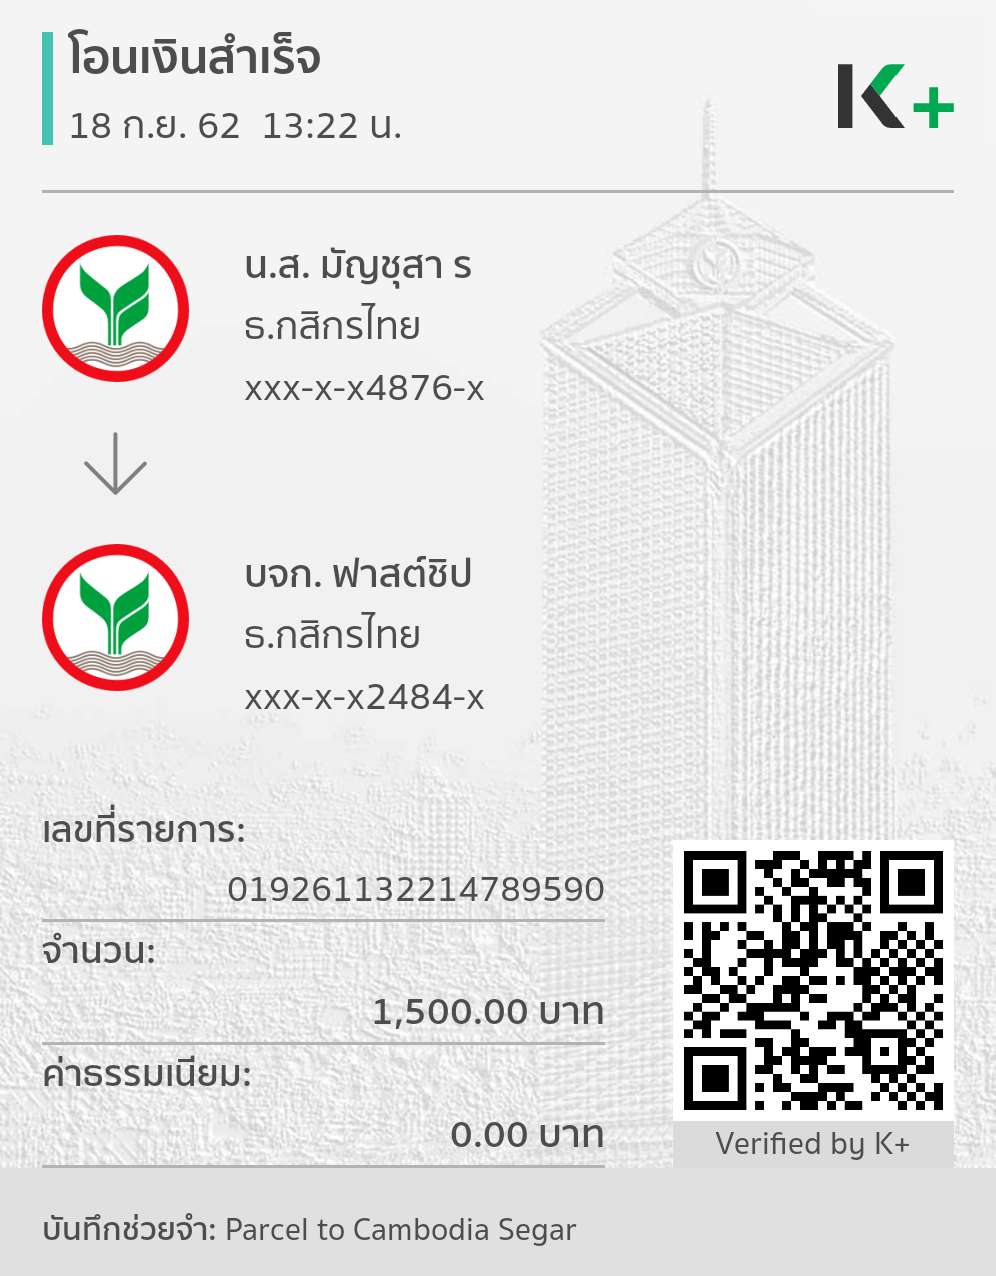 โอนเงินสำเร็จ
18 ก.ย. 62 13:22 น.
K+
น.ส. มัญชุสา ร
ธ.กสิกรไทย
xxx-x-x4876-x
บจก. ฟาสต์ชิป
ธ.กสิกรไทย
xxx-x-x2484-x
เลขที่รายการ:
019261132214789590
จำนวน:
1,500.00 บาท
ค่าธรรมเนียม:
0.00 บาท
Verified by K+
บันทึกช่วยจำ: Parcel to Cambodia Segar